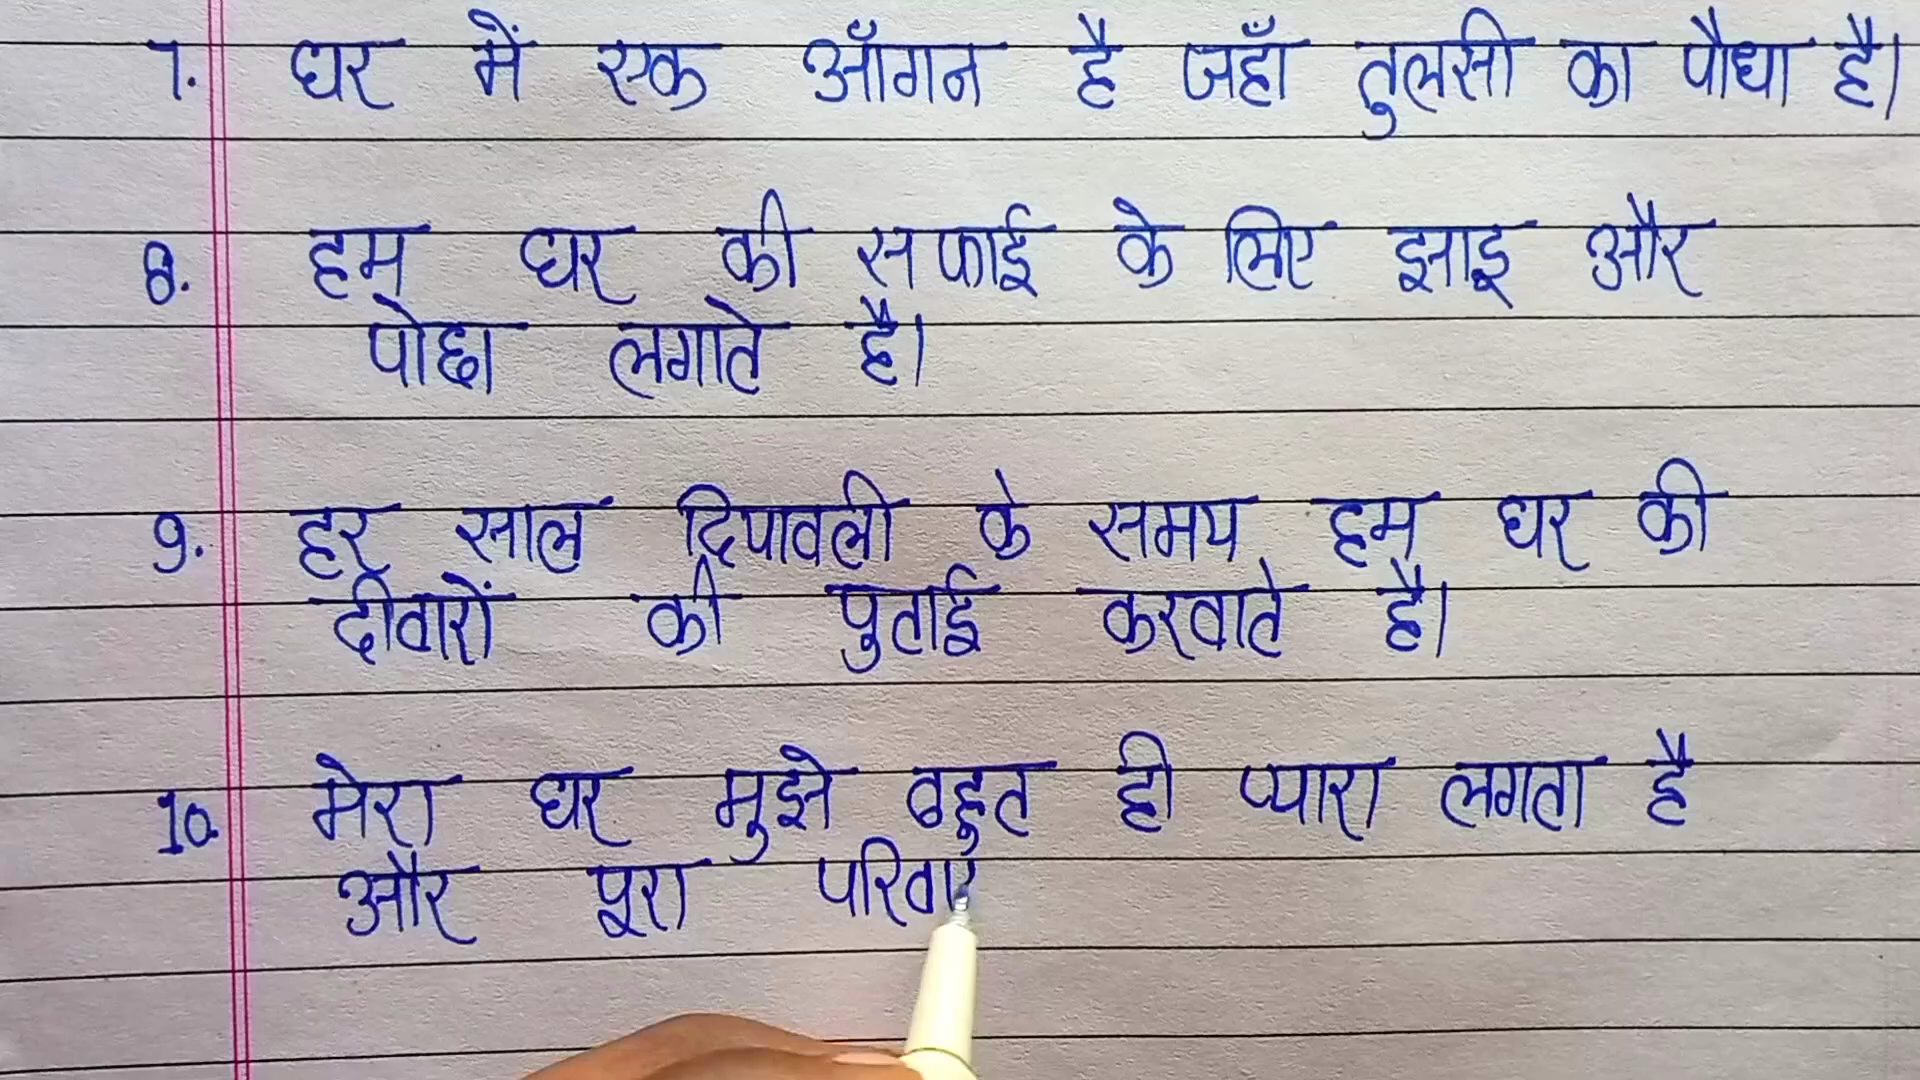 7. घर में एक आँगन है जहाँ तुलसी का पौधा है।
8. हम घर की सफाई के लिए झाडु और
पोछा लगाते है।
9. हर साल दिपावली के समय हम घर की
दीवारों की पुताई करवाते है।
10 मेरा घर मुझे बहुत ही प्यारा लगता है
और पूरा परिवार